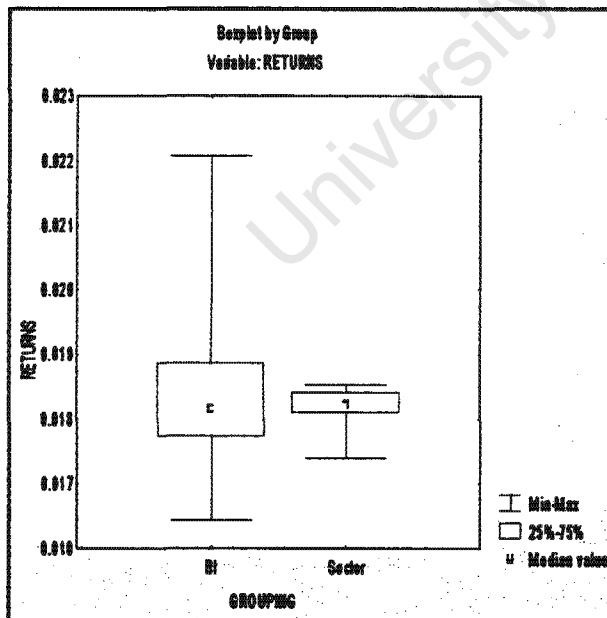 Boxplot by Group
Variable: RETURNS
University
0.023
0.022
0.021
0.020
0.019
0.018
0.017
0.016
RETURNS
BI
Sector
GROUPING
Min-Max
25%-75%
Median value